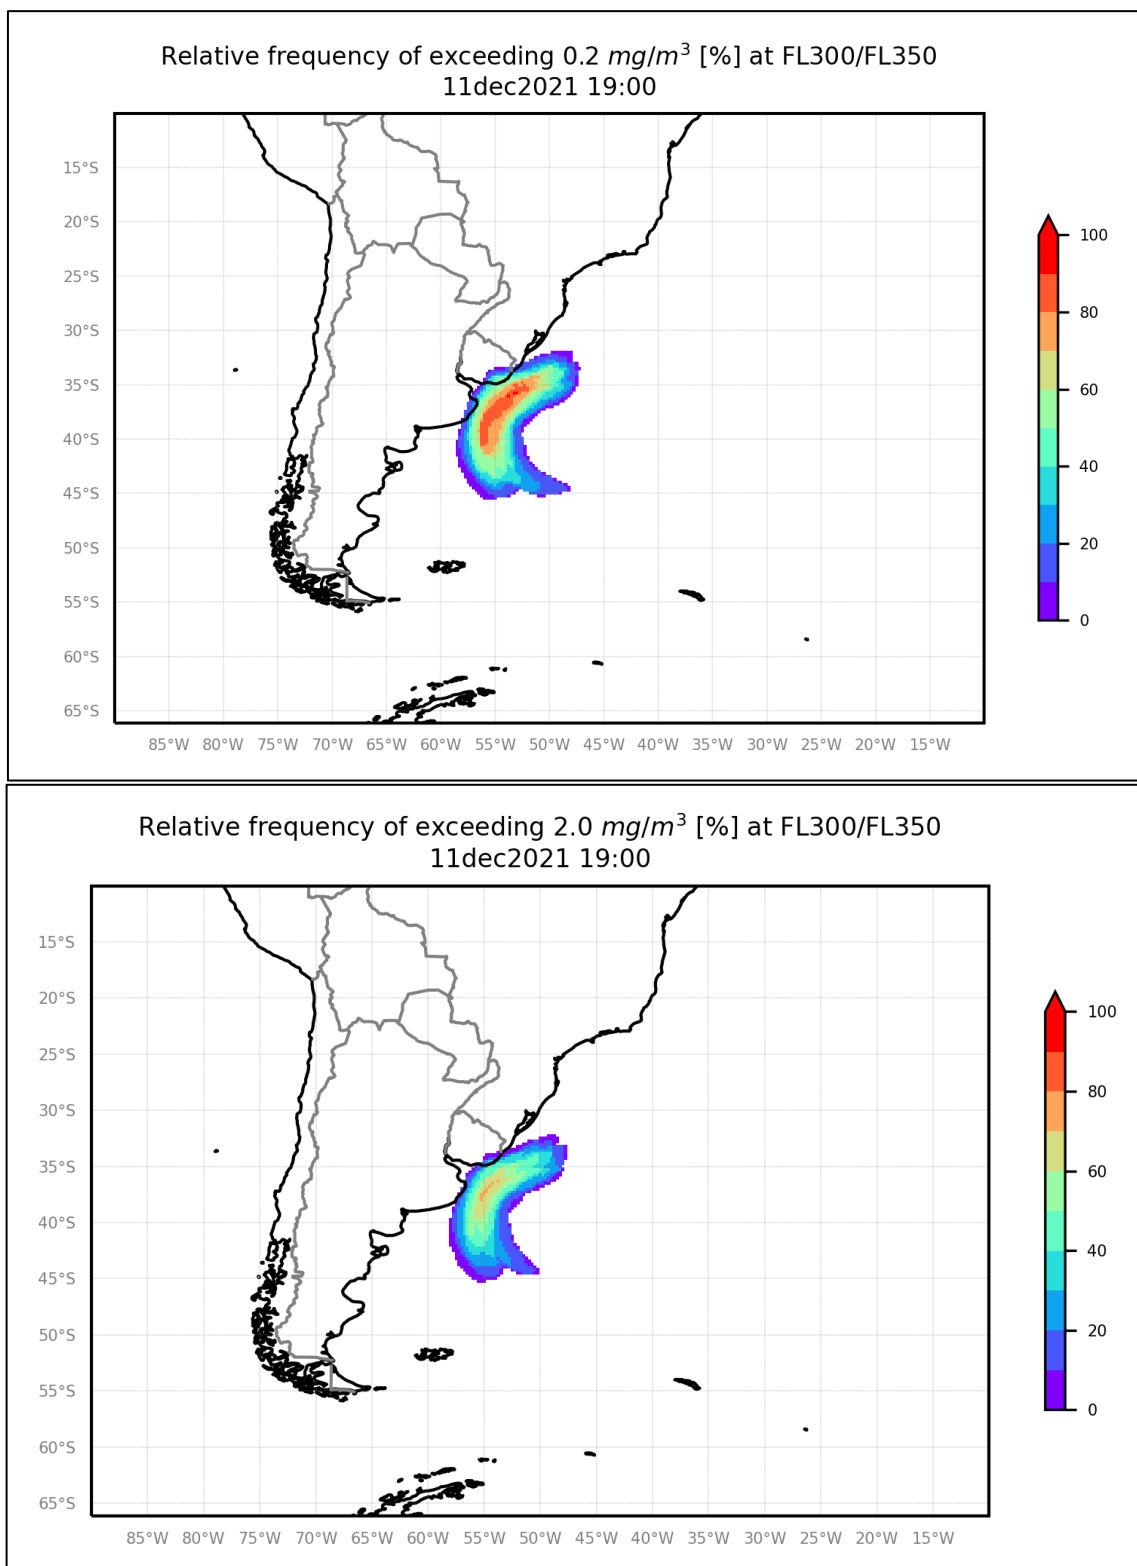 Relative frequency of exceeding 0.2 mg/m³ [%] at FL300/FL350
11dec2021 19:00
15°S
20°S
25°S
30°S
35°S
40°S
45°S
50°S
55°S
60°S
65°S
85°W 80°W 75°W 70°W 65°W 60°W 55°W 50°W 45°W 40°W 35°W 30°W 25°W 20°W 15°W
100
80
60
40
20
0
Relative frequency of exceeding 2.0 mg/m³ [%] at FL300/FL350
11dec2021 19:00
15°S
20°S
25°S
30°S
35°S
40°S
45°S
50°S
55°S
60°S
65°S
85°W 80°W 75°W 70°W 65°W 60°W 55°W 50°W 45°W 40°W 35°W 30°W 25°W 20°W 15°W
100
80
60
40
20
0